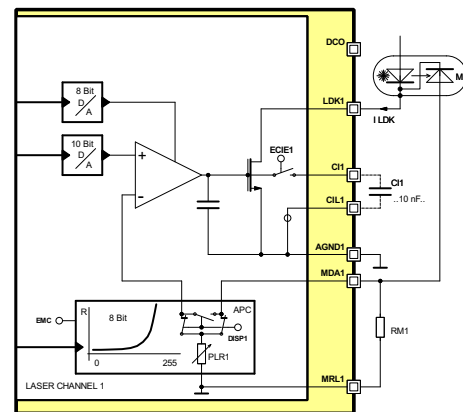 DCO
M
8 Bit
D
A
LDK1
I LDK
10 Bit
D
A
ECIE1
+
CI1
CI1
..10 nF..
-
CIL1
AGND1
MDA1
R
8 Bit
APC
EMC
DISP1
RM1
PLR1
0 255
MRL1
LASER CHANNEL 1